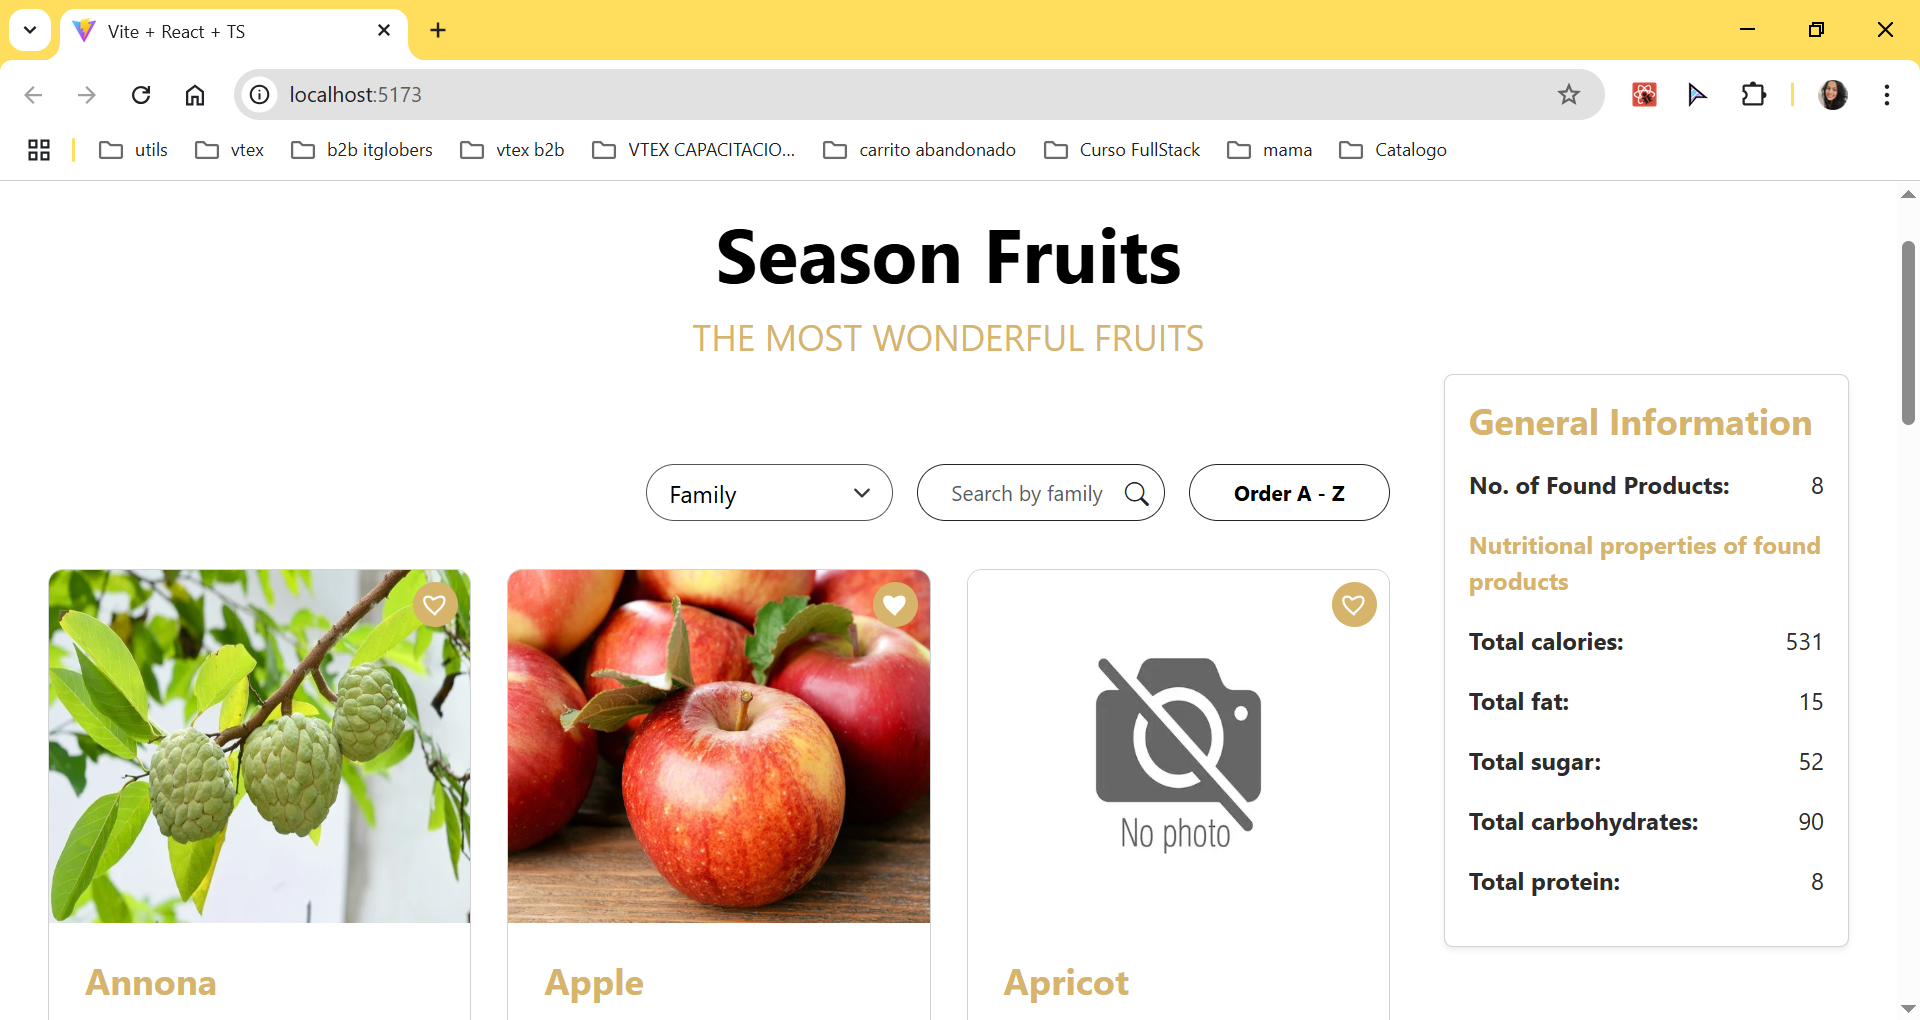 Vite + React + TS
localhost:5173
utils
vtex
b2b itglobers
vtex b2b
VTEX CAPACITACIO...
carrito abandonado
Curso FullStack
mama
Catalogo
Season Fruits
THE MOST WONDERFUL FRUITS
Family
Search by family
Order A - Z
General Information
No. of Found Products: 8
Nutritional properties of found
products
Total calories: 531
Total fat: 15
Total sugar: 52
Total carbohydrates: 90
Total protein: 8
No photo
Annona
Apple
Apricot